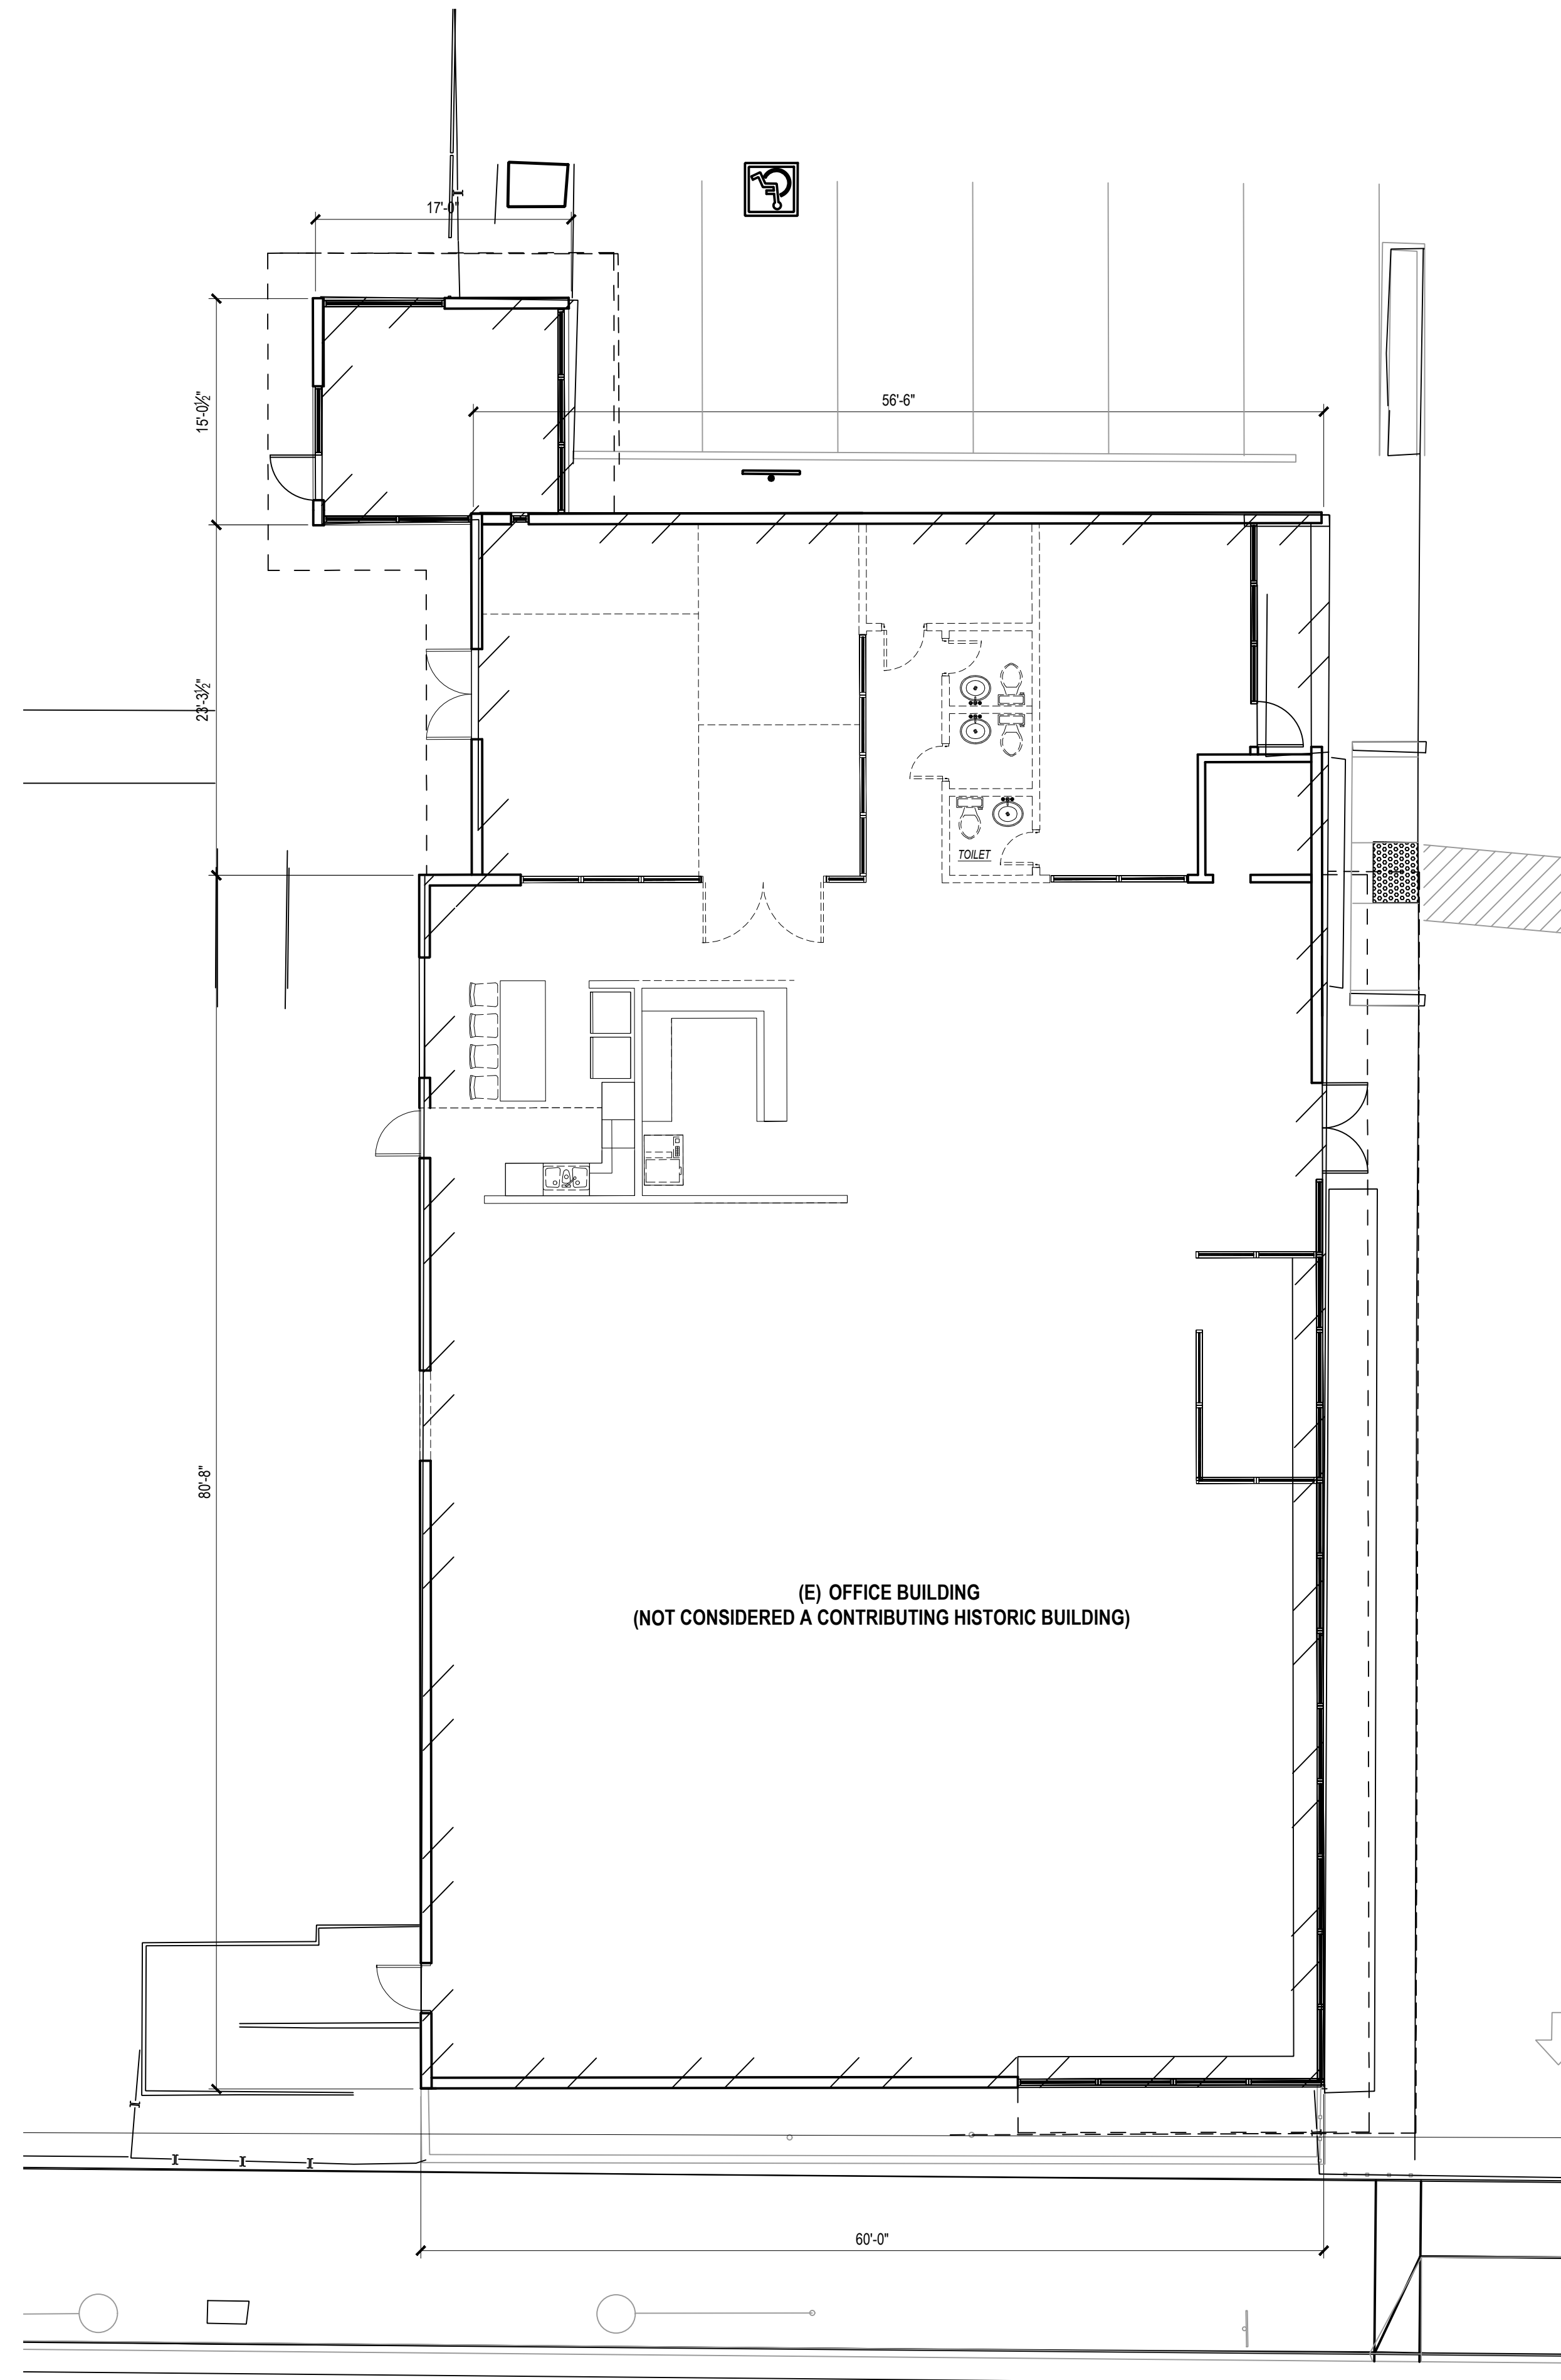 17'-0"
15'-0½"
56'-6"
23'-3½"
TOILET
80'-8"
(E) OFFICE BUILDING
(NOT CONSIDERED A CONTRIBUTING HISTORIC BUILDING)
60'-0"